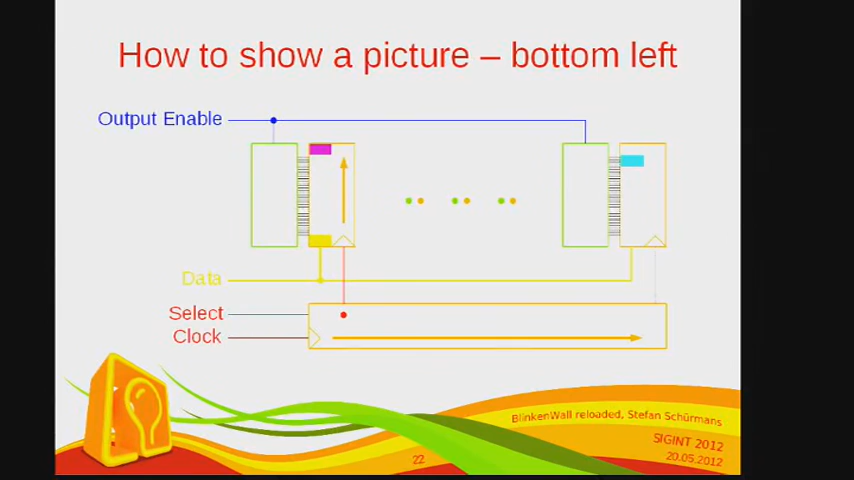 How to show a picture – bottom left
Output Enable
Data
Select
Clock
BlinkenWall reloaded, Stefan Schürmans
SIGINT 2012
22
20.05.2012